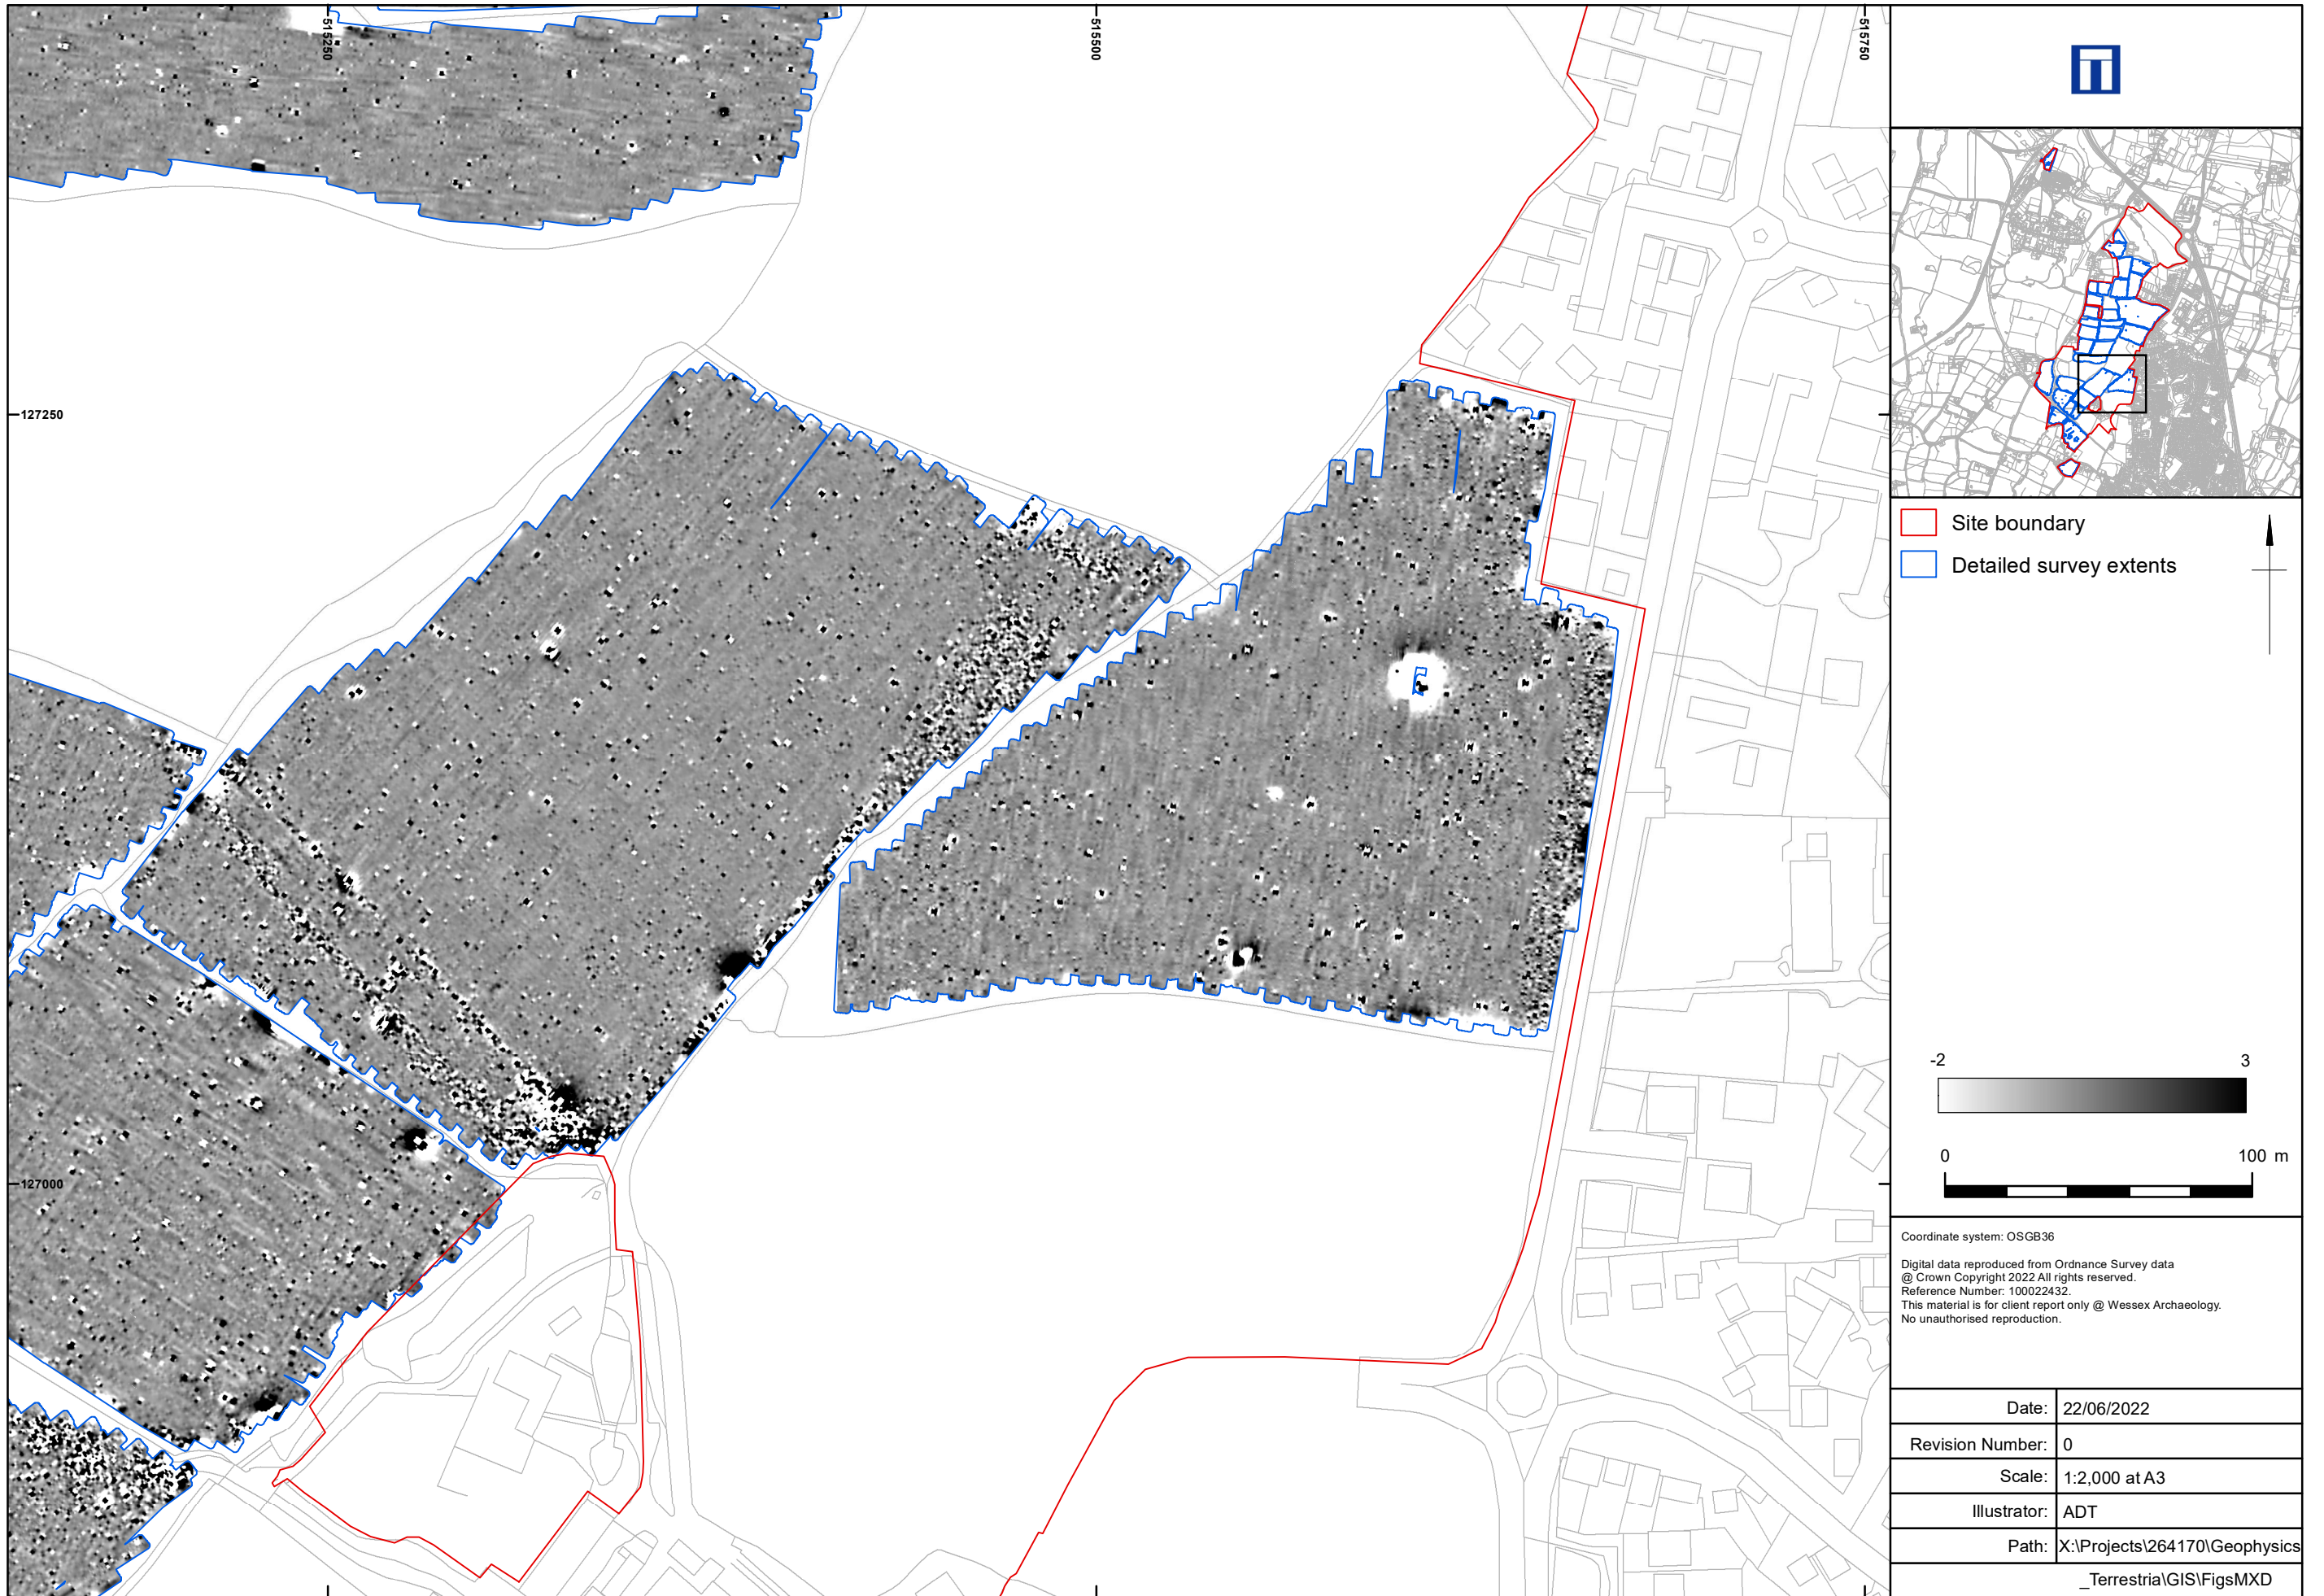 515250
515500
515750
127250
127000
Site boundary
Detailed survey extents
-2 3
0 100 m
Coordinate system: OSGB36
Digital data reproduced from Ordnance Survey data
@ Crown Copyright 2022 All rights reserved.
Reference Number: 100022432.
This material is for client report only @ Wessex Archaeology.
No unauthorised reproduction.
Date: 22/06/2022
Revision Number: 0
Scale: 1:2,000 at A3
Illustrator: ADT
Path: X:\Projects\264170\Geophysics
_Terrestria\GIS\FigsMXD